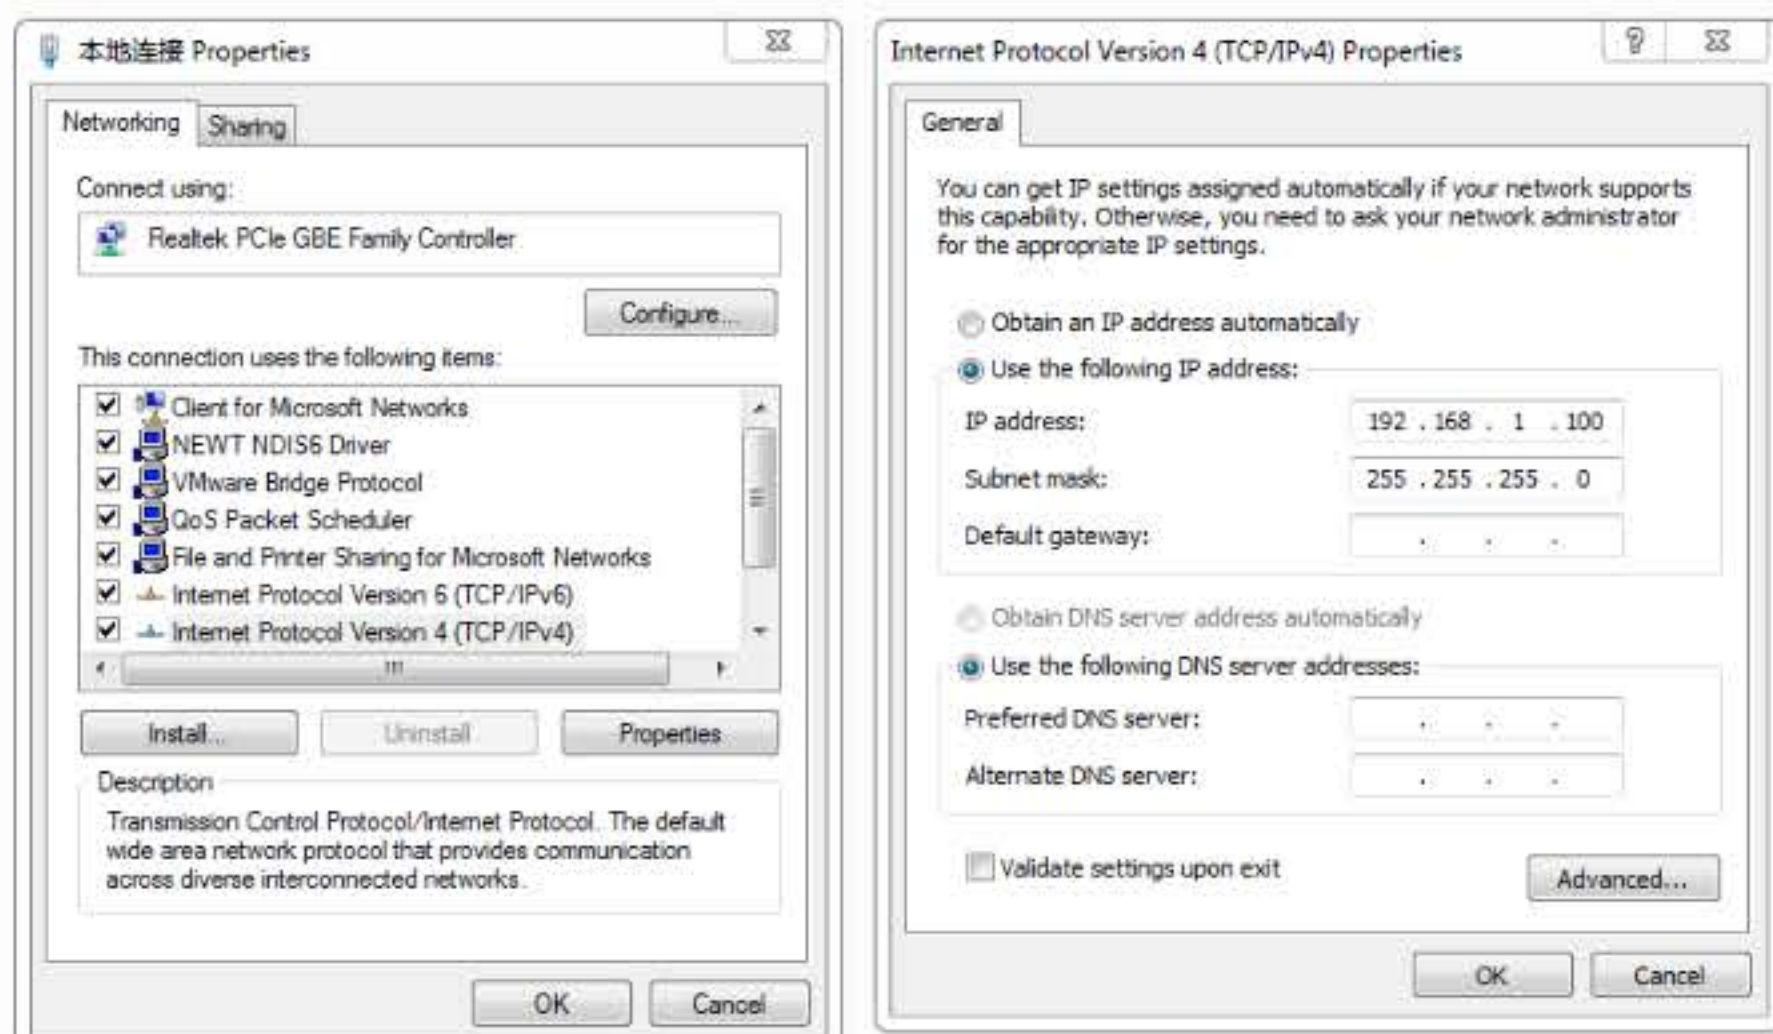 本地连接 Properties
Networking
Sharing
Connect using:
Realtek PCIe GBE Family Controller
Configure...
This connection uses the following items:
Client for Microsoft Networks
NEWT NDIS6 Driver
VMware Bridge Protocol
QoS Packet Scheduler
File and Printer Sharing for Microsoft Networks
Internet Protocol Version 6 (TCP/IPv6)
Internet Protocol Version 4 (TCP/IPv4)
Install...
Uninstall
Properties
Description
Transmission Control Protocol/Internet Protocol. The default
wide area network protocol that provides communication
across diverse interconnected networks.
OK
Cancel
Internet Protocol Version 4 (TCP/IPv4) Properties
General
You can get IP settings assigned automatically if your network supports
this capability. Otherwise, you need to ask your network administrator
for the appropriate IP settings.
Obtain an IP address automatically
Use the following IP address:
IP address: 192 . 168 . 1 . 100
Subnet mask: 255 . 255 . 255 . 0
Default gateway: . . .
Obtain DNS server address automatically
Use the following DNS server addresses:
Preferred DNS server: . . .
Alternate DNS server: . . .
Validate settings upon exit
Advanced...
OK
Cancel